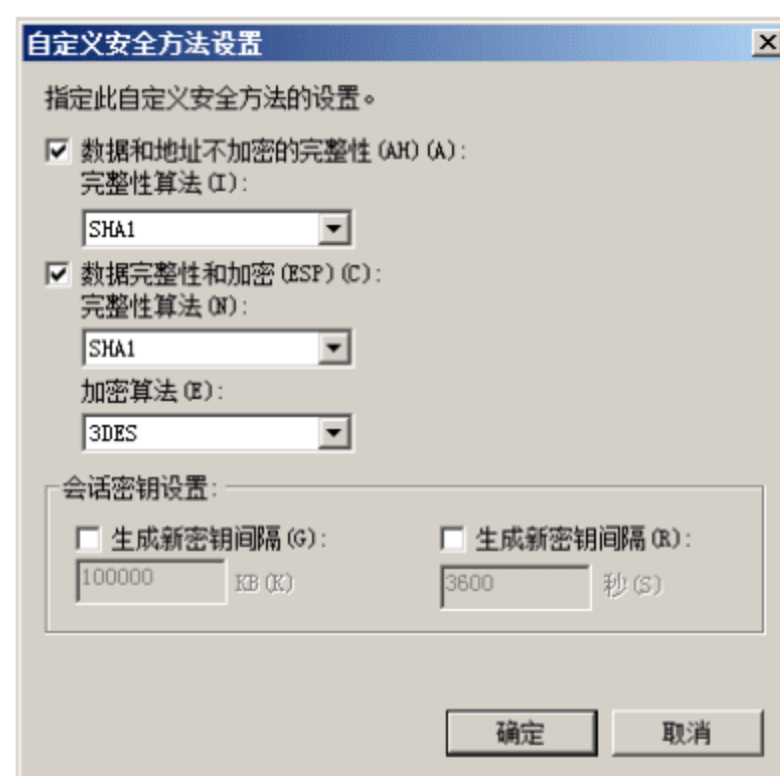 自定义安全方法设置
指定此自定义安全方法的设置。
数据和地址不加密的完整性(AH)(A):
完整性算法(I):
SHA1
数据完整性和加密(ESP)(C):
完整性算法(N):
SHA1
加密算法(E):
3DES
会话密钥设置:
生成新密钥间隔(G): 生成新密钥间隔(R):
100000 KB(K) 3600 秒(S)
确定 取消